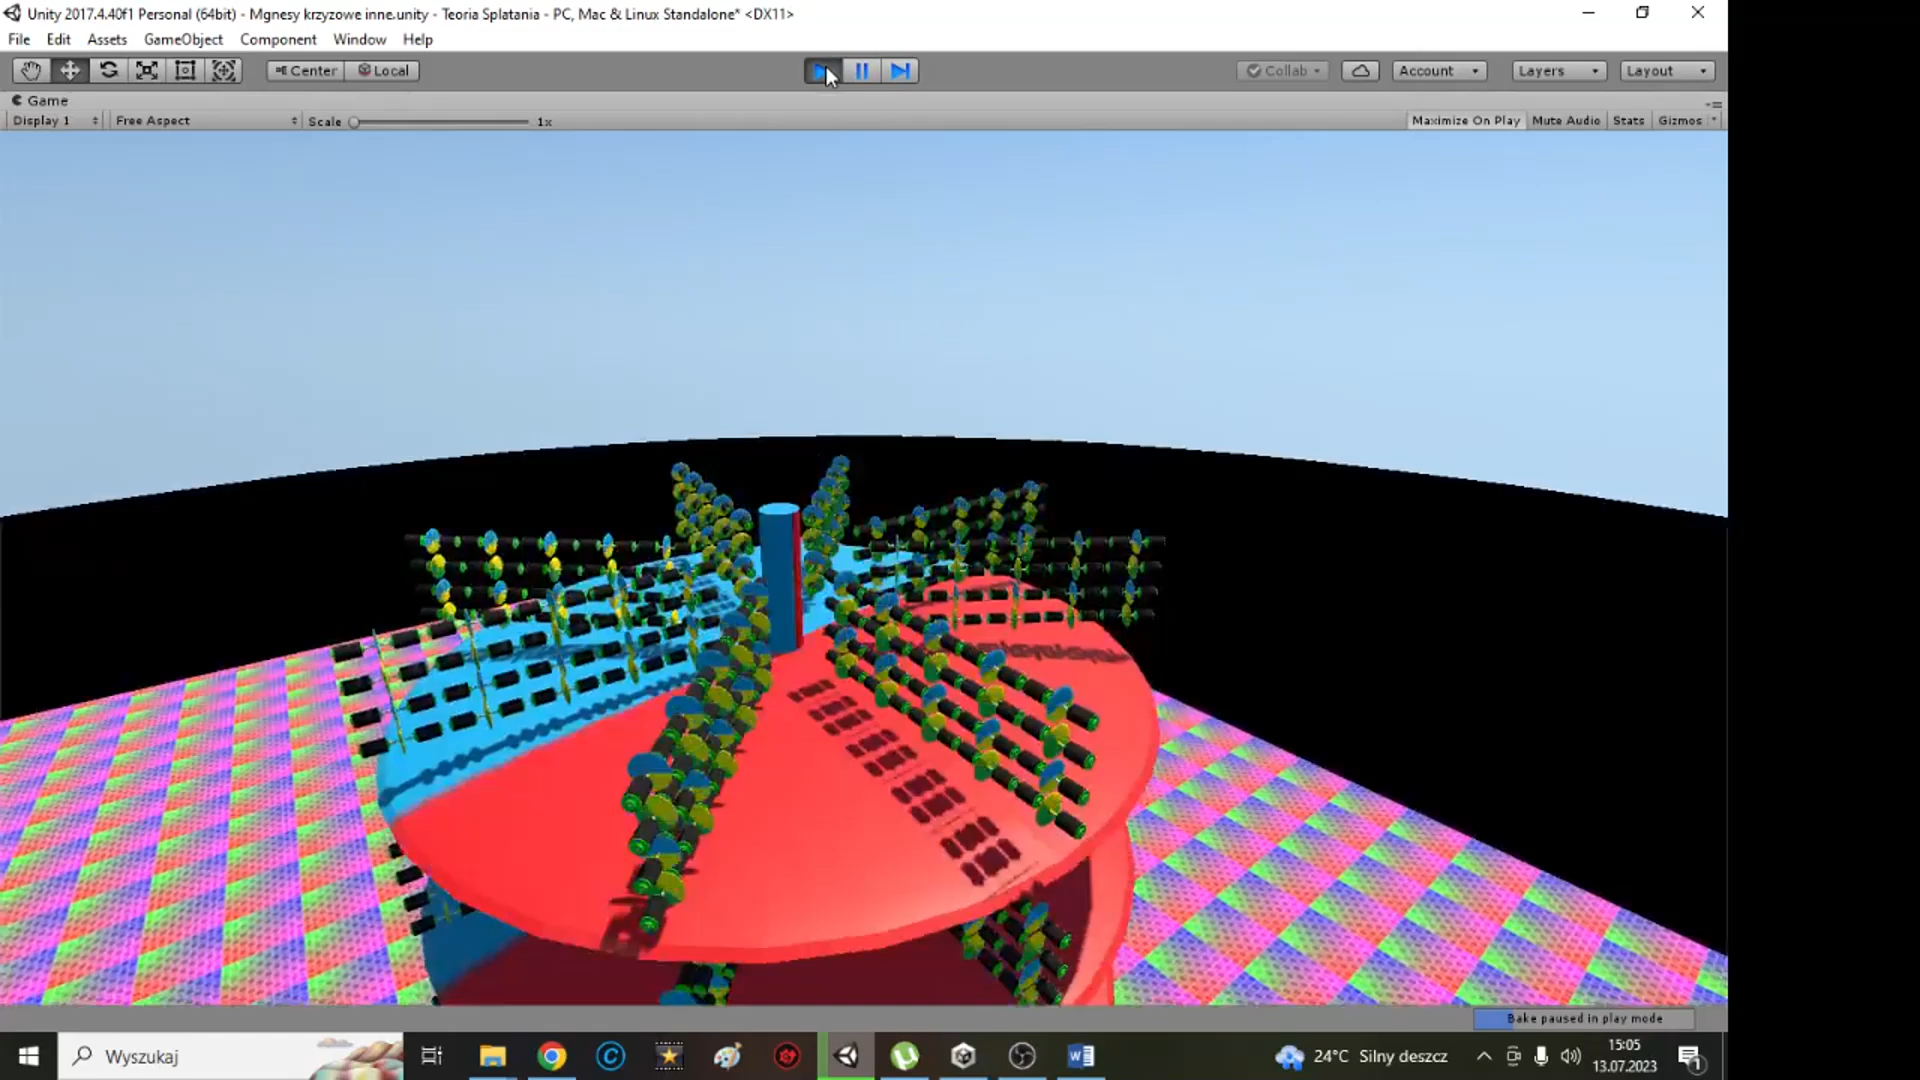 Unity 2017.4.40f1 Personal (64bit) - Mgnesy krzyzowe inne.unity - Teoria Splatania - PC, Mac & Linux Standalone* <DX11>
File Edit Assets GameObject Component Window Help
Center Local Collab Account Layers Layout
Game
Display 1 Free Aspect Scale 1x Maximize On Play Mute Audio Stats Gizmos
Bake paused in play mode
Wyszukaj 24°C Silny deszcz 15:05
13.07.2023 1